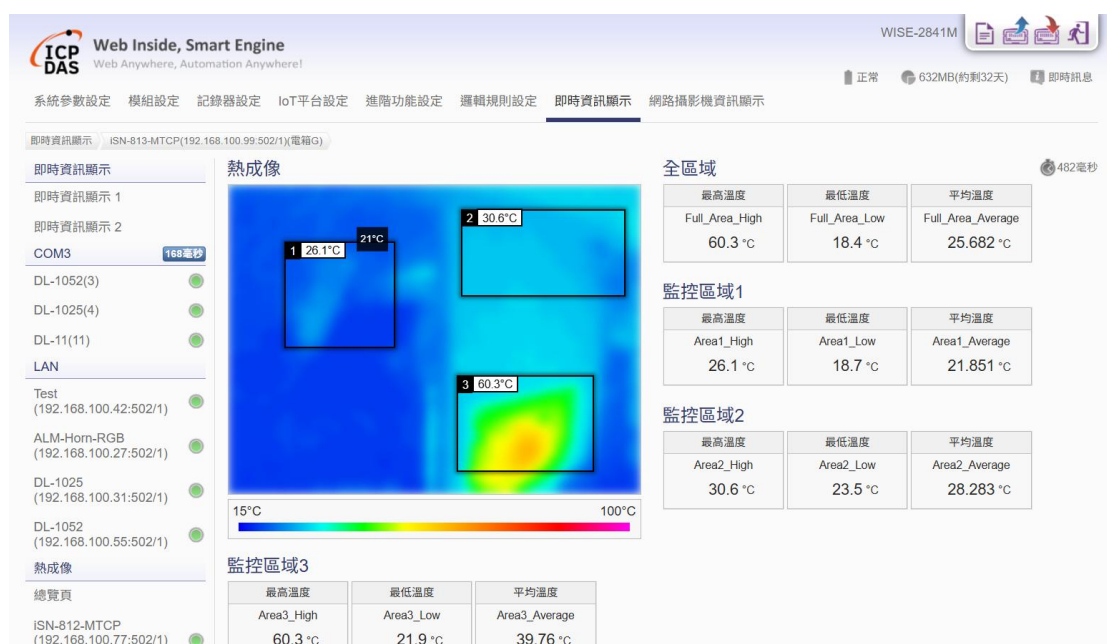 ICP
DAS
Web Inside, Smart Engine
Web Anywhere, Automation Anywhere!
WISE-2841M
正常
632MB(約剩32天)
即時訊息
系統參數設定 模組設定 記錄器設定 IoT平台設定 進階功能設定 邏輯規則設定 即時資訊顯示 網路攝影機資訊顯示
即時資訊顯示 iSN-813-MTCP(192.168.100.99:502/1)(電箱G)
即時資訊顯示
即時資訊顯示 1
即時資訊顯示 2
COM3 168毫秒
DL-1052(3)
DL-1025(4)
DL-11(11)
LAN
Test
(192.168.100.42:502/1)
ALM-Horn-RGB
(192.168.100.27:502/1)
DL-1025
(192.168.100.31:502/1)
DL-1052
(192.168.100.55:502/1)
熱成像
總覽頁
iSN-812-MTCP
(192.168.100.77:502/1)
熱成像
2 30.6°C
21°C
1 26.1°C
3 60.3°C
15°C 100°C
全區域
482毫秒
最高溫度 最低溫度 平均溫度
Full_Area_High Full_Area_Low Full_Area_Average
60.3 °C 18.4 °C 25.682 °C
監控區域1
最高溫度 最低溫度 平均溫度
Area1_High Area1_Low Area1_Average
26.1 °C 18.7 °C 21.851 °C
監控區域2
最高溫度 最低溫度 平均溫度
Area2_High Area2_Low Area2_Average
30.6 °C 23.5 °C 28.283 °C
監控區域3
最高溫度 最低溫度 平均溫度
Area3_High Area3_Low Area3_Average
60.3 °C 21.9 °C 39.76 °C